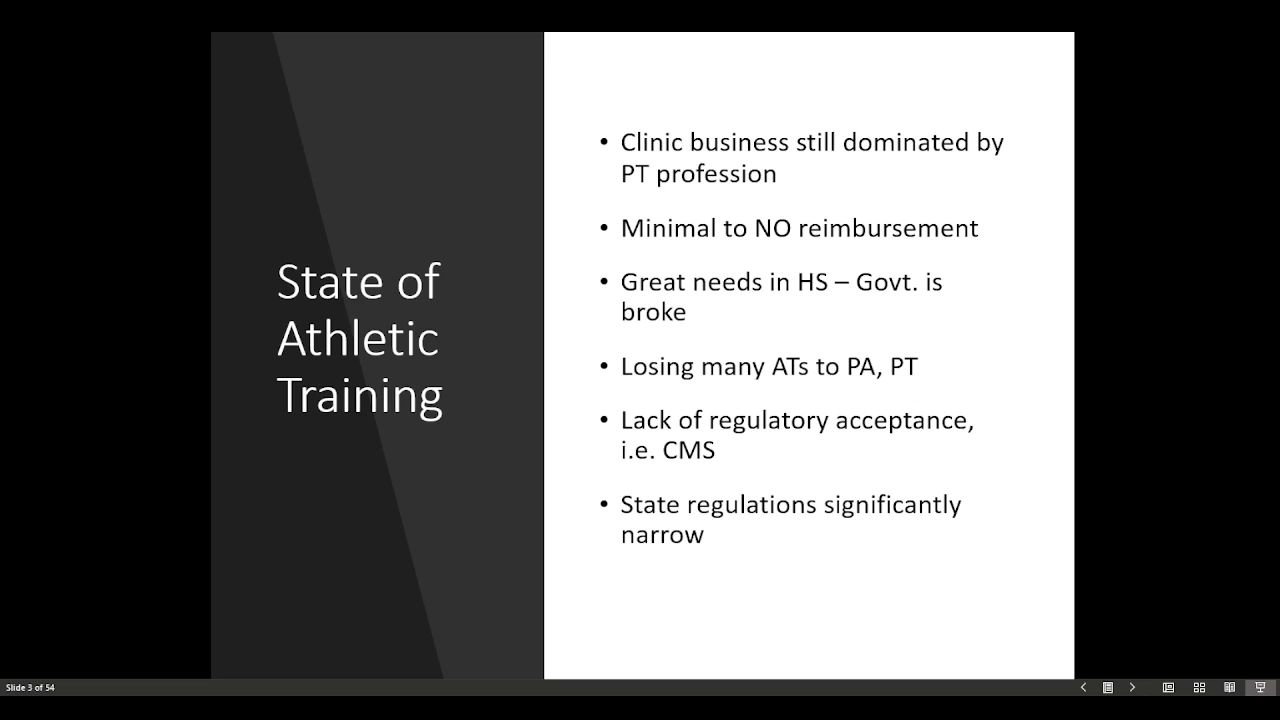 State of
Athletic
Training
• Clinic business still dominated by
PT profession
• Minimal to NO reimbursement
• Great needs in HS – Govt. is
broke
• Losing many ATs to PA, PT
• Lack of regulatory acceptance,
i.e. CMS
• State regulations significantly
narrow
Slide 3 of 54